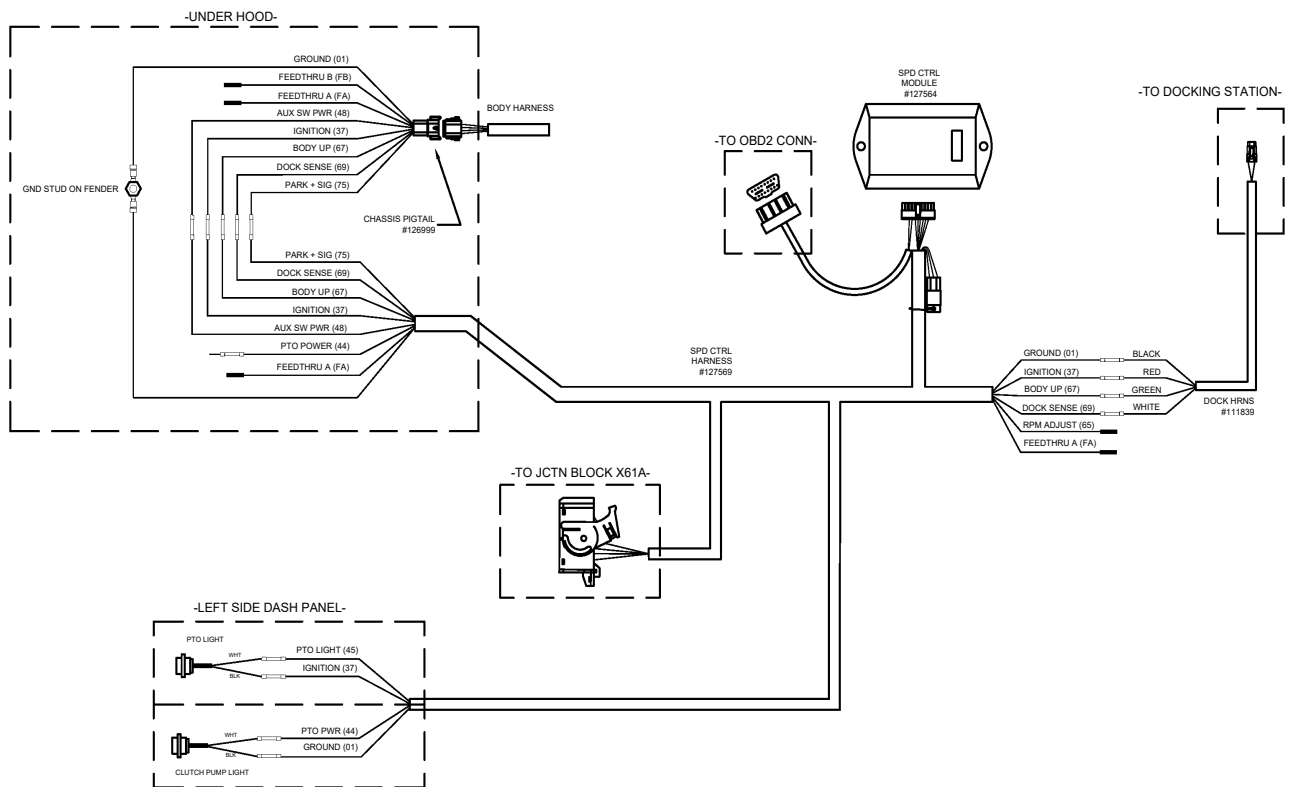 -UNDER HOOD-
GROUND (01)
FEEDTHRU B (FB)
FEEDTHRU A (FA)
AUX SW PWR (48)
IGNITION (37)
BODY UP (67)
DOCK SENSE (69)
PARK + SIG (75)
BODY HARNESS
GND STUD ON FENDER
CHASSIS PIGTAIL
#126999
PARK + SIG (75)
DOCK SENSE (69)
BODY UP (67)
IGNITION (37)
AUX SW PWR (48)
PTO POWER (44)
FEEDTHRU A (FA)
SPD CTRL
MODULE
#127564
-TO OBD2 CONN-
-TO DOCKING STATION-
SPD CTRL
HARNESS
#127569
GROUND (01)
BLACK
IGNITION (37)
RED
BODY UP (67)
GREEN
DOCK SENSE (69)
WHITE
RPM ADJUST (65)
FEEDTHRU A (FA)
DOCK HRNS
#111839
-TO JCTN BLOCK X61A-
-LEFT SIDE DASH PANEL-
PTO LIGHT
WHT
PTO LIGHT (45)
BLK
IGNITION (37)
WHT
PTO PWR (44)
BLK
GROUND (01)
CLUTCH PUMP LIGHT